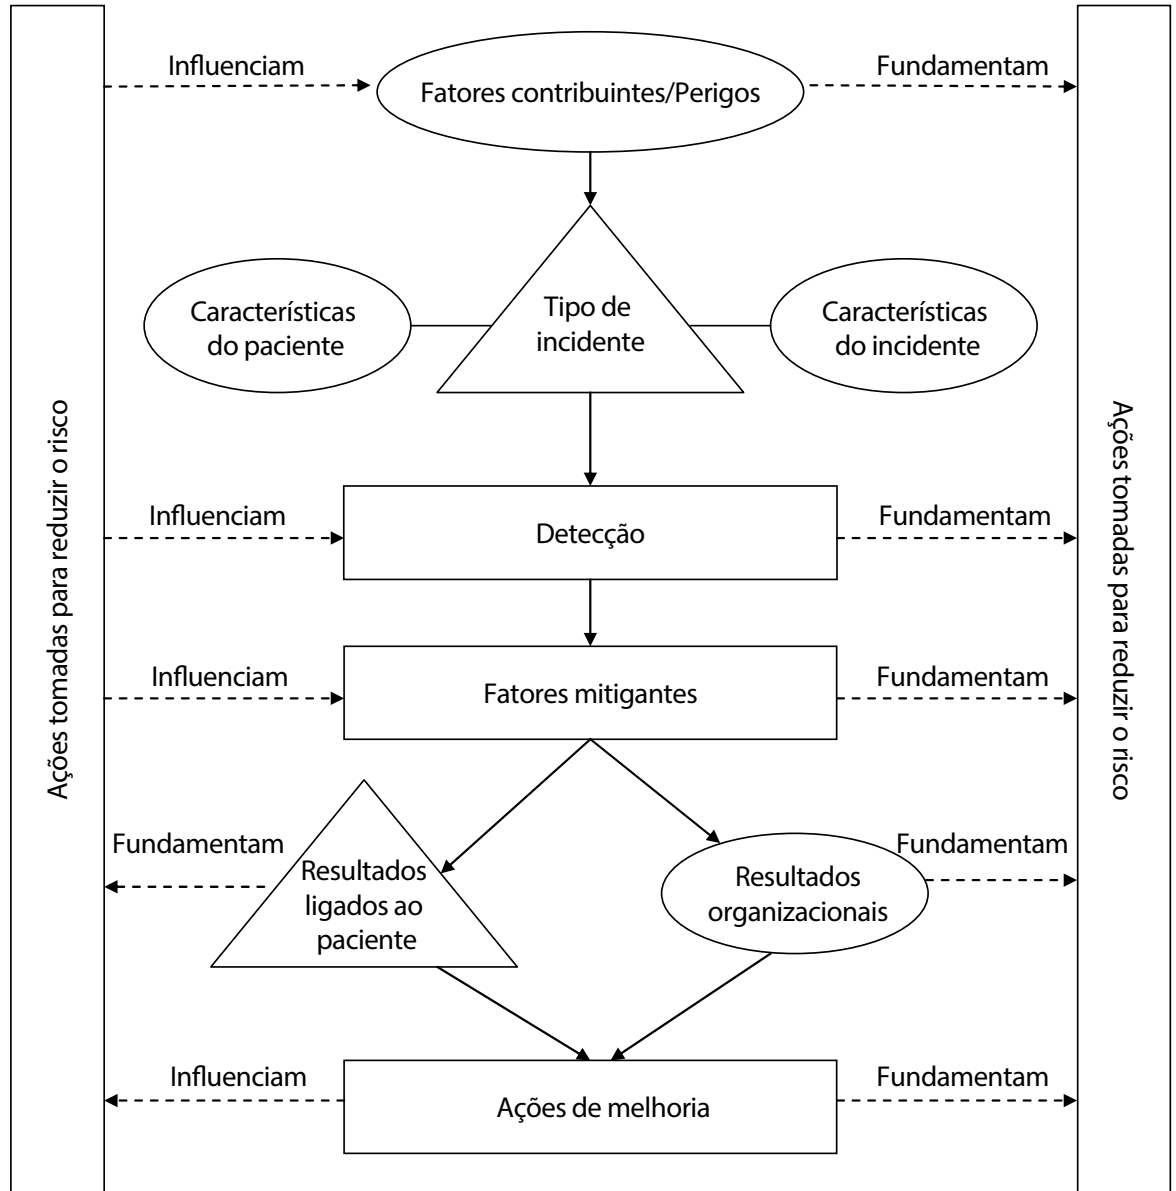 Influenciam
Fundamentam
Fatores contribuintes/Perigos
Características
do paciente
Tipo de
incidente
Características
do incidente
Influenciam
Fundamentam
Detecção
Influenciam
Fundamentam
Fatores mitigantes
Fundamentam
Fundamentam
Resultados
ligados ao
paciente
Resultados
organizacionais
Influenciam
Fundamentam
Ações de melhoria
Ações tomadas para reduzir o risco
Ações tomadas para reduzir o risco